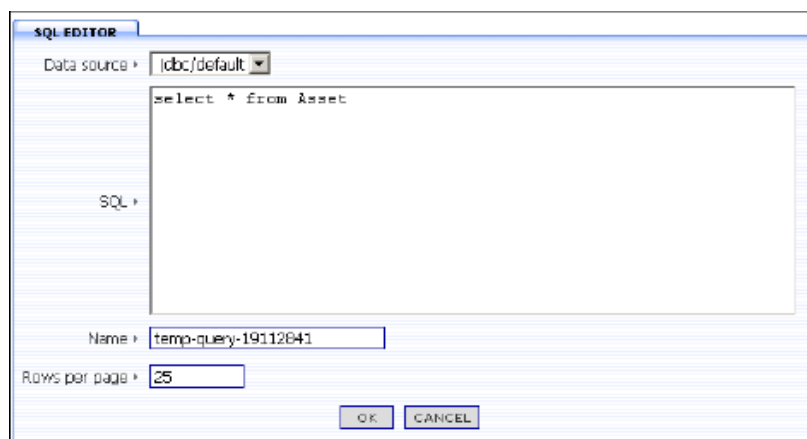 SQL EDITOR
Data source jdbc/default
select * from Asset
SQL
Name temp-query-19112841
Rows per page 25
OK CANCEL